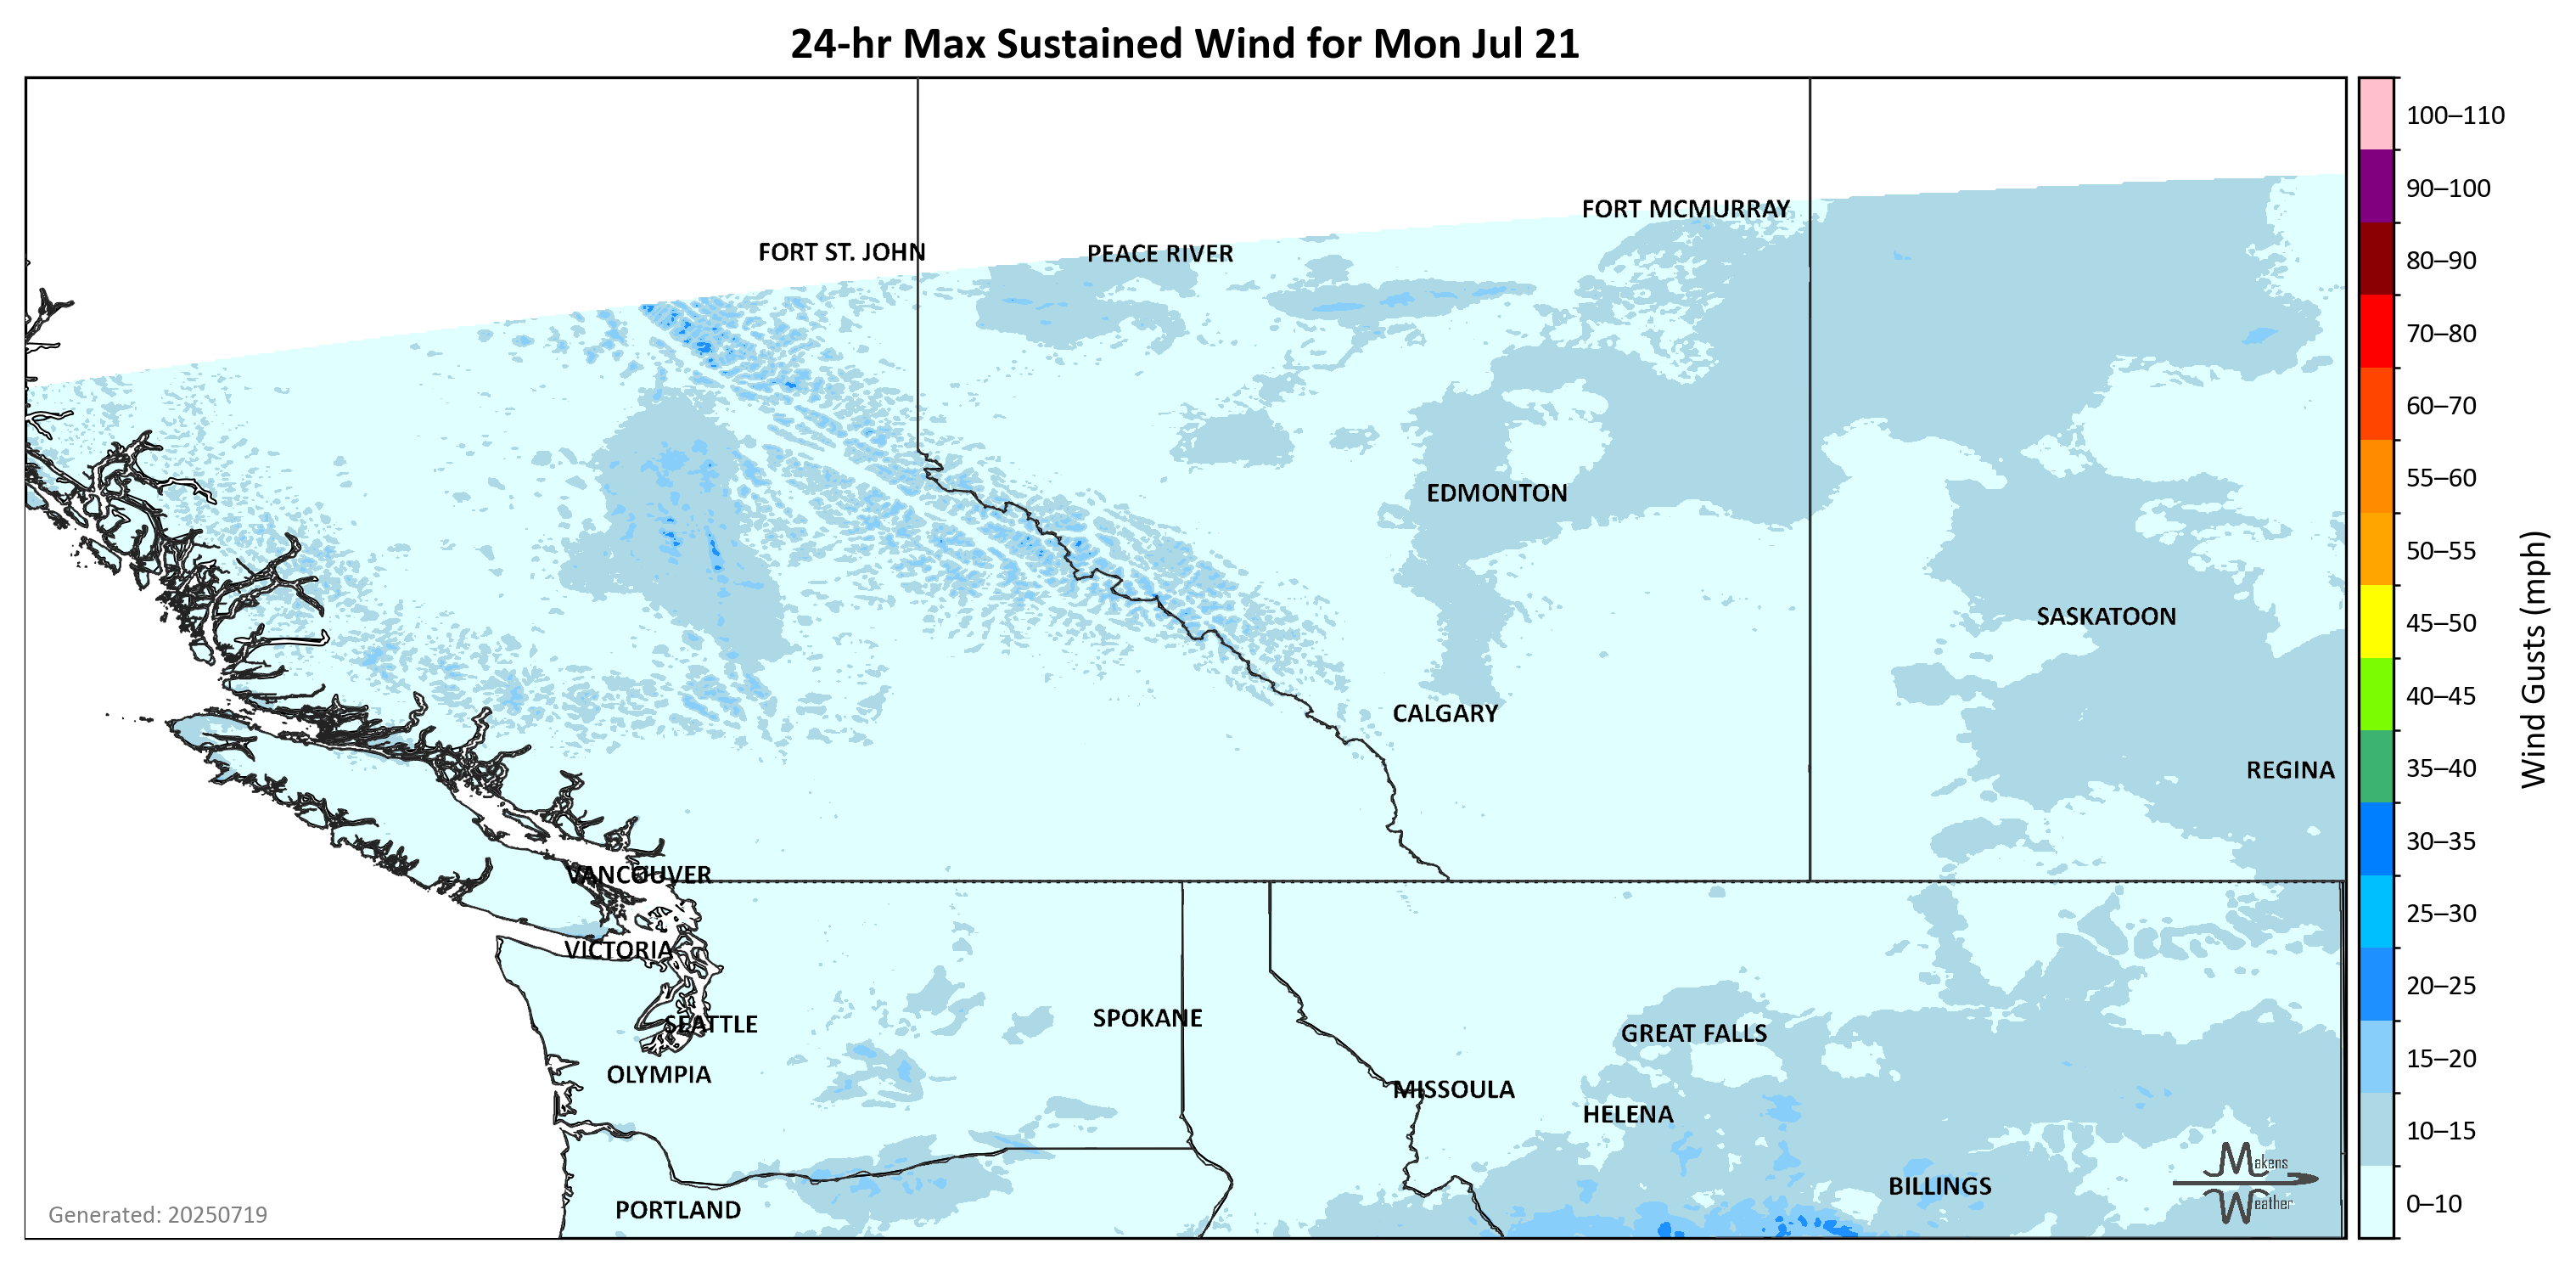 24-hr Max Sustained Wind for Mon Jul 21
100–110
90–100
80–90
70–80
60–70
55–60
50–55
45–50
40–45
35–40
30–35
25–30
20–25
15–20
10–15
0–10
Wind Gusts (mph)
FORT MCMURRAY
FORT ST. JOHN
PEACE RIVER
EDMONTON
SASKATOON
CALGARY
REGINA
VANCOUVER
VICTORIA
SEATTLE
SPOKANE
GREAT FALLS
OLYMPIA
MISSOULA
HELENA
BILLINGS
PORTLAND
Makens
Weather
Generated: 20250719